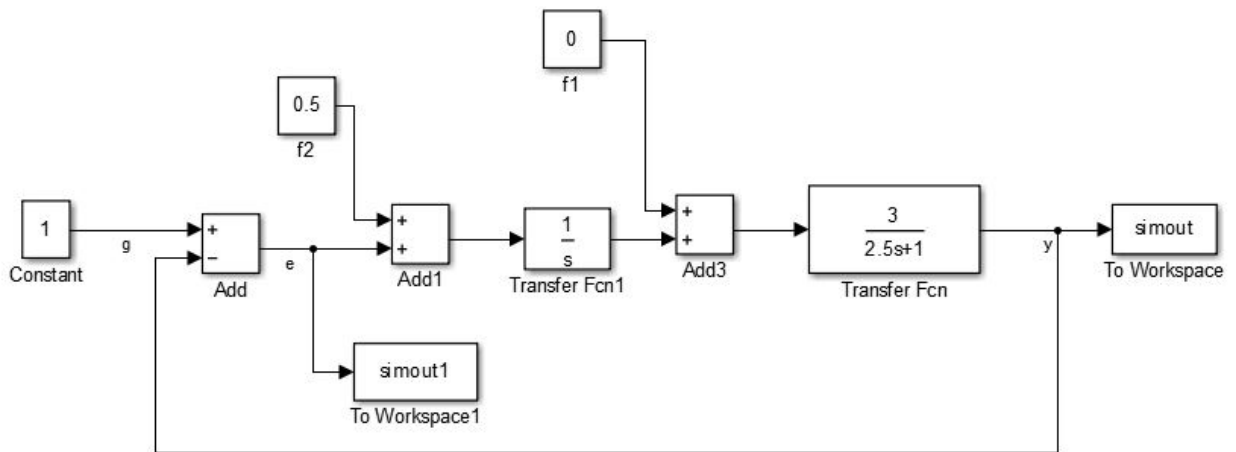 0
f1
0.5
f2
1
Constant
g
+
−
Add
e
+
+
Add1
1
s
Transfer Fcn1
+
+
Add3
3
2.5s+1
Transfer Fcn
y
simout
To Workspace
simout1
To Workspace1